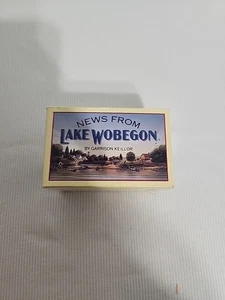 NEWS FROM
LAKE WOBEGON
BY GARRISON KEILLOR